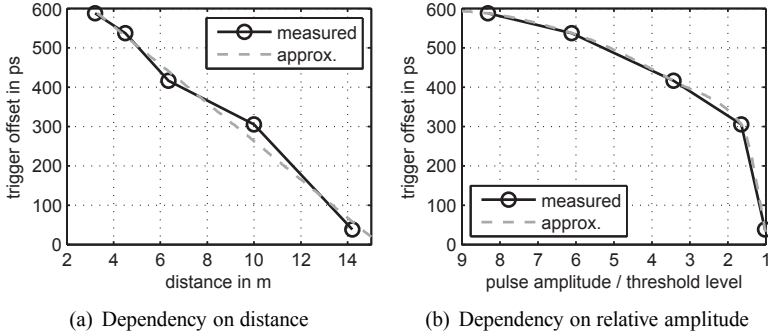 600
500
400
300
200
100
0
trigger offset in ps
measured
approx.
2 4 6 8 10 12 14
distance in m
(a) Dependency on distance
600
500
400
300
200
100
0
trigger offset in ps
measured
approx.
9 8 7 6 5 4 3 2 1
pulse amplitude / threshold level
(b) Dependency on relative amplitude